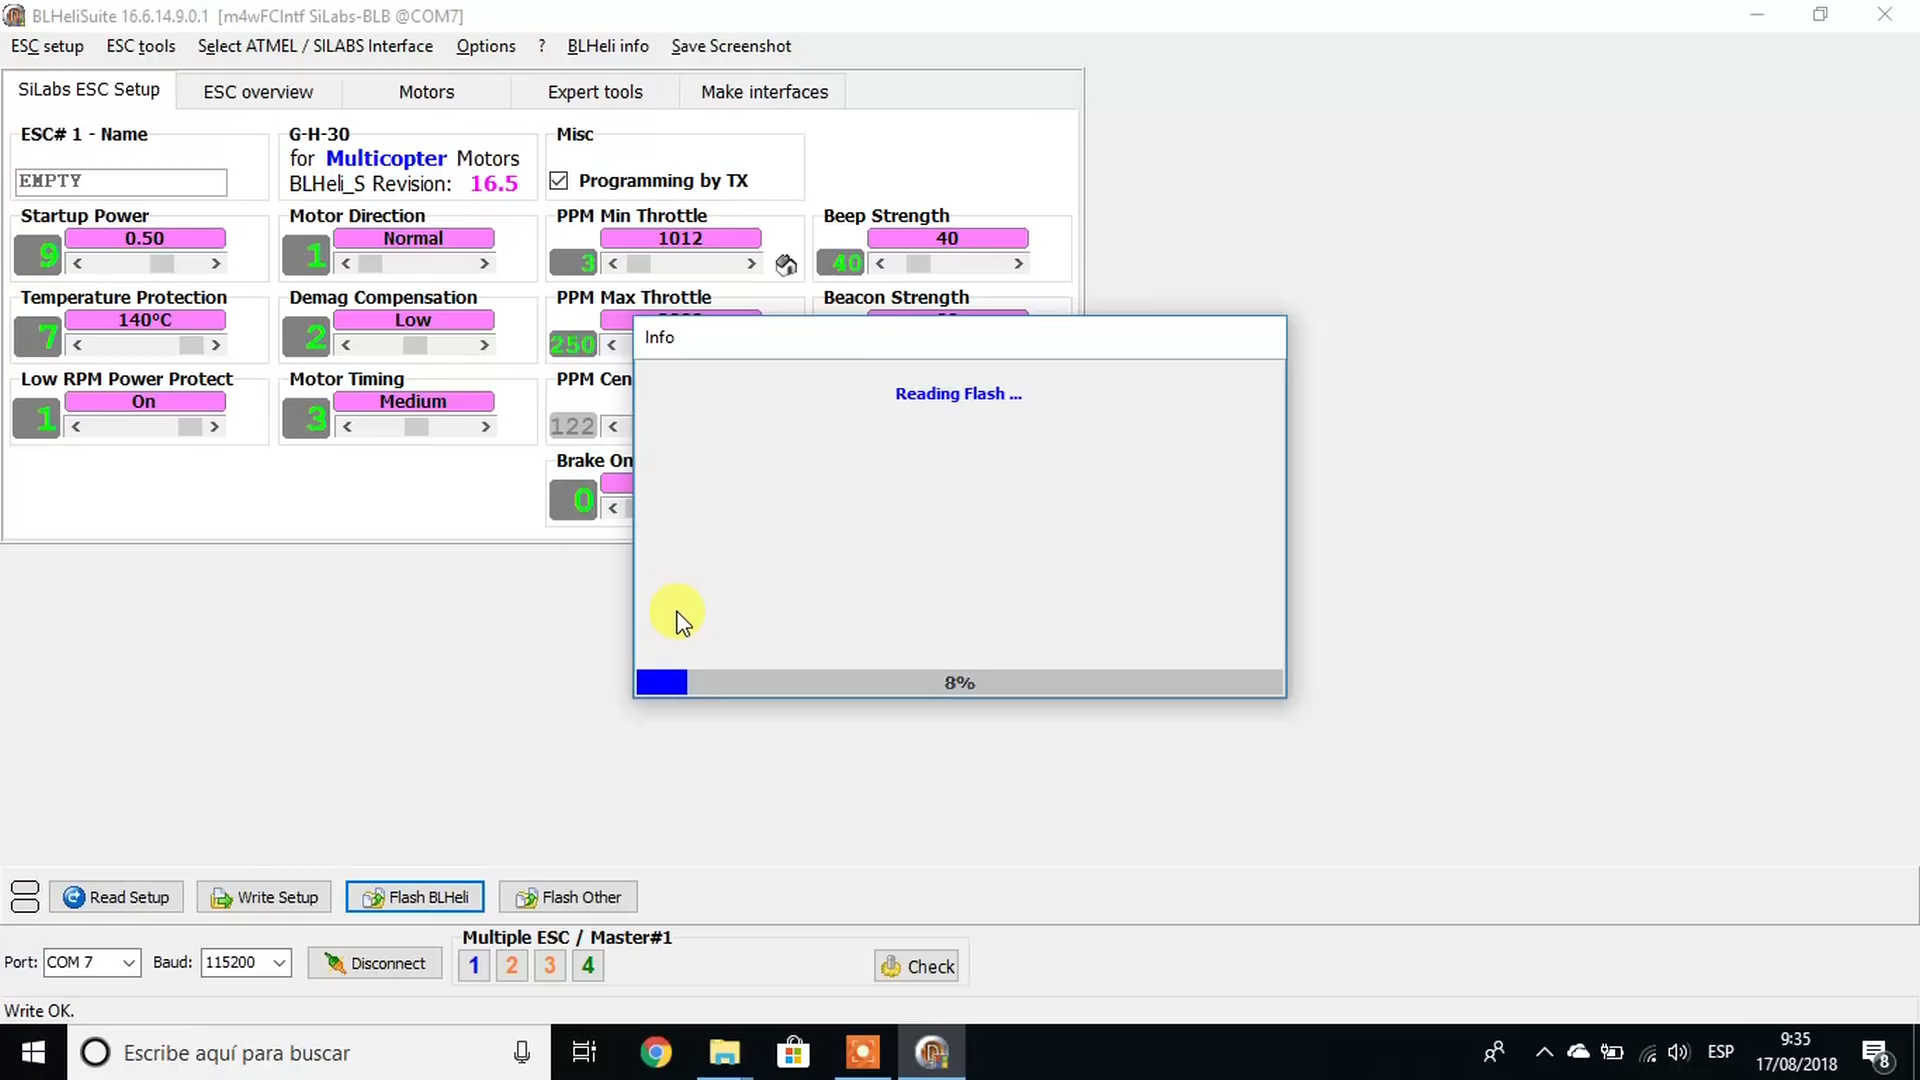 BLHeliSuite 16.6.14.9.0.1 [m4wFCIntf SiLabs-BLB @COM7]
ESC setup ESC tools Select ATMEL / SILABS Interface Options ? BLHeli info Save Screenshot
SiLabs ESC Setup ESC overview Motors Expert tools Make interfaces
ESC# 1 - Name G-H-30 Misc
for Multicopter Motors
EMPTY BLHeli_S Revision: 16.5 Programming by TX
Startup Power Motor Direction PPM Min Throttle Beep Strength
9 0.50 1 Normal 3 1012 40 40
Temperature Protection Demag Compensation PPM Max Throttle Beacon Strength
7 140°C 2 Low 250
Info
Reading Flash ...
Low RPM Power Protect Motor Timing PPM Cen
1 On 3 Medium 122
Brake On
0
8%
Read Setup Write Setup Flash BLHeli Flash Other
Multiple ESC / Master#1
Port: COM 7 Baud: 115200 Disconnect 1 2 3 4 Check
Write OK.
Escribe aquí para buscar ESP 9:35
17/08/2018 8